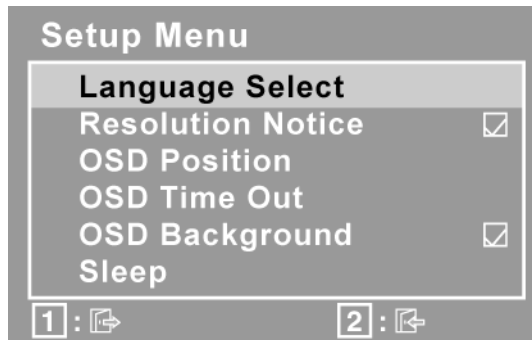 Setup Menu
Language Select
Resolution Notice
OSD Position
OSD Time Out
OSD Background
Sleep
1 : 2 :